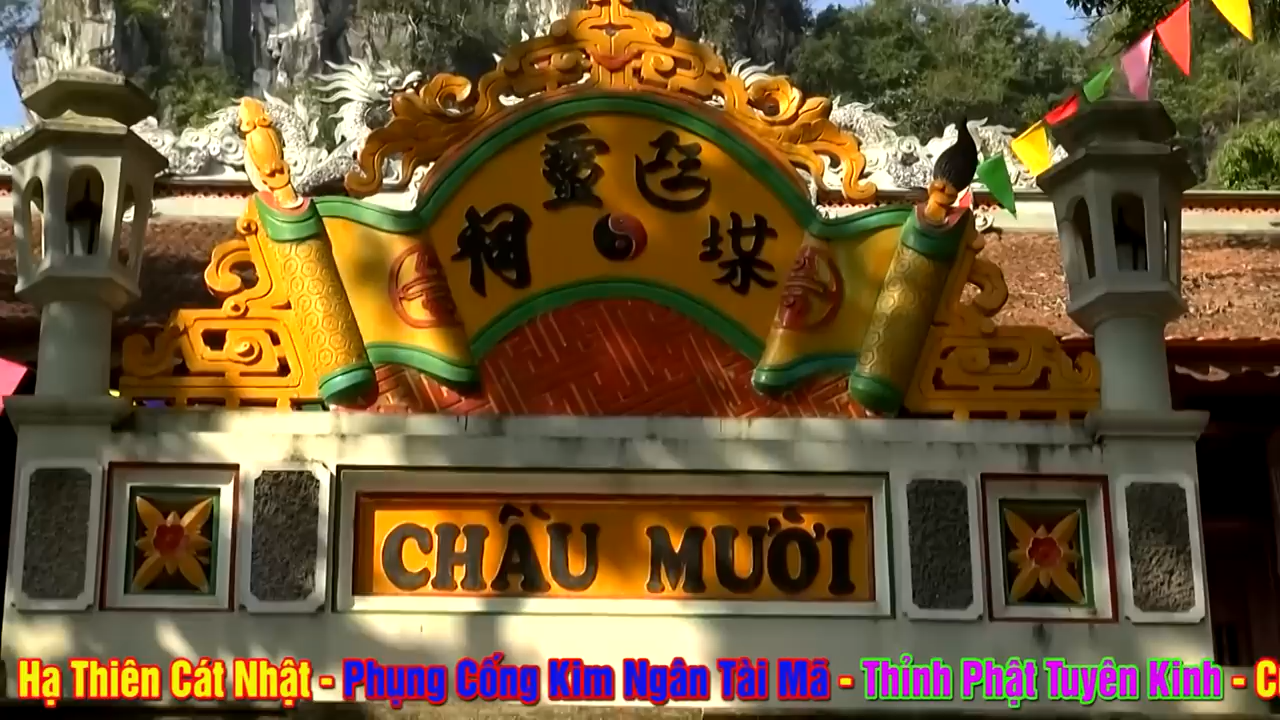 祠靈
CHẦU MƯỜI
Hạ Thiên Cát Nhật - Phụng Cống Kim Ngân Tài Mã - Thỉnh Phật Tuyên Kinh -